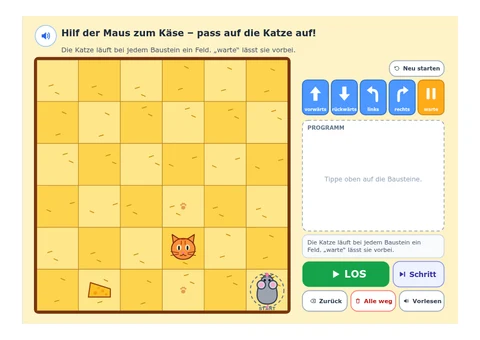 Hilf der Maus zum Käse – pass auf die Katze auf!
Die Katze läuft bei jedem Baustein ein Feld. „warte“ lässt sie vorbei.
Neu starten
vorwärts
rückwärts
links
rechts
warte
PROGRAMM
Tippe oben auf die Bausteine.
Die Katze läuft bei jedem Baustein ein
Feld. „warte“ lässt sie vorbei.
LOS
Schritt
Zurück
Alle weg
Vorlesen
START